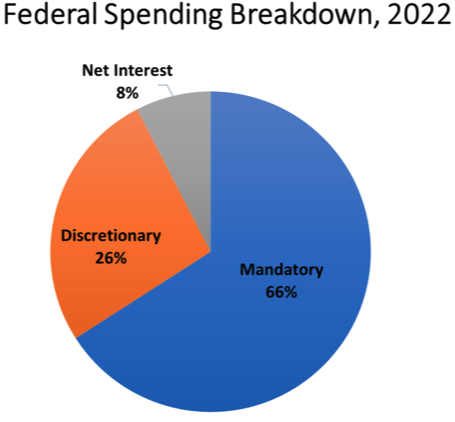 Federal Spending Breakdown, 2022
Net Interest
8%
Discretionary
26%
Mandatory
66%